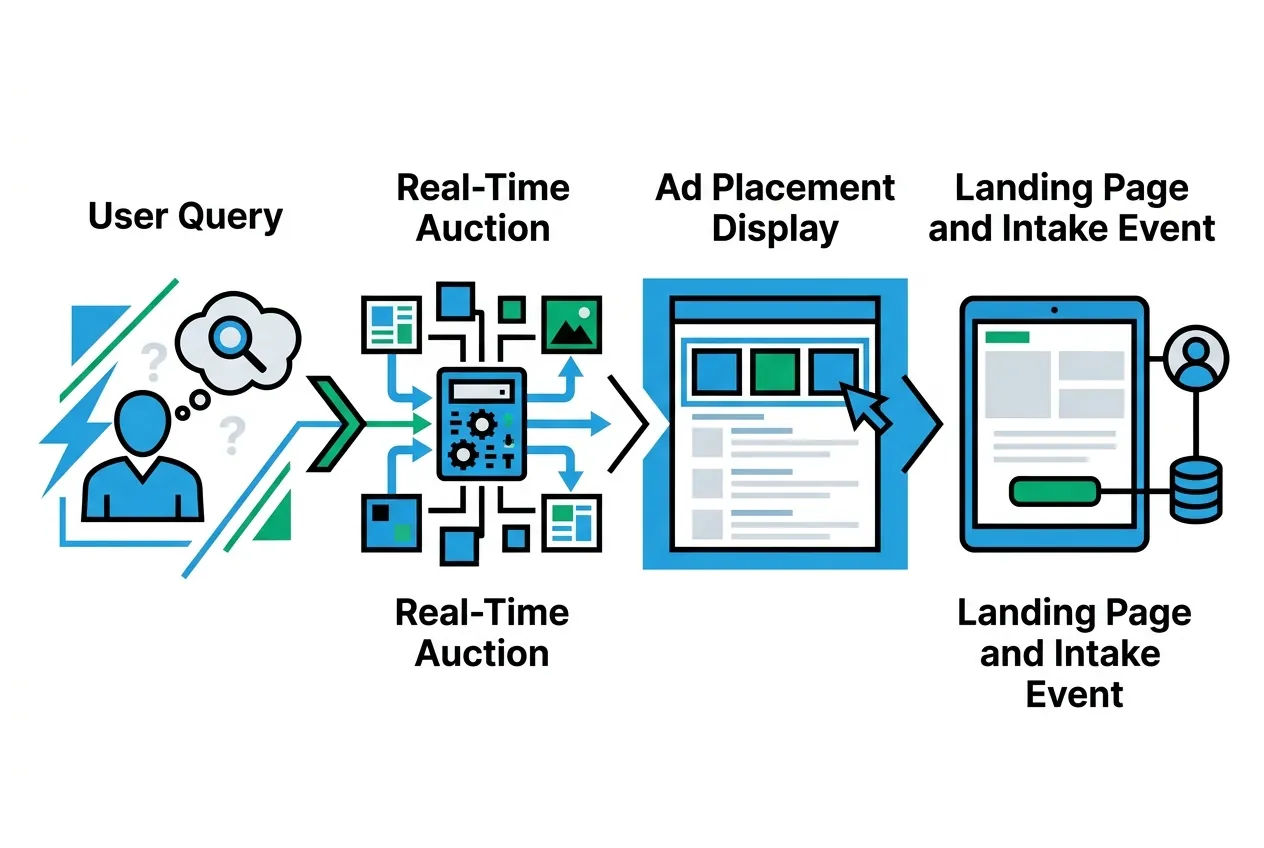 User Query
Real-Time
Auction
Ad Placement
Display
Landing Page
and Intake Event
Real-Time
Auction
Landing Page
and Intake
Event